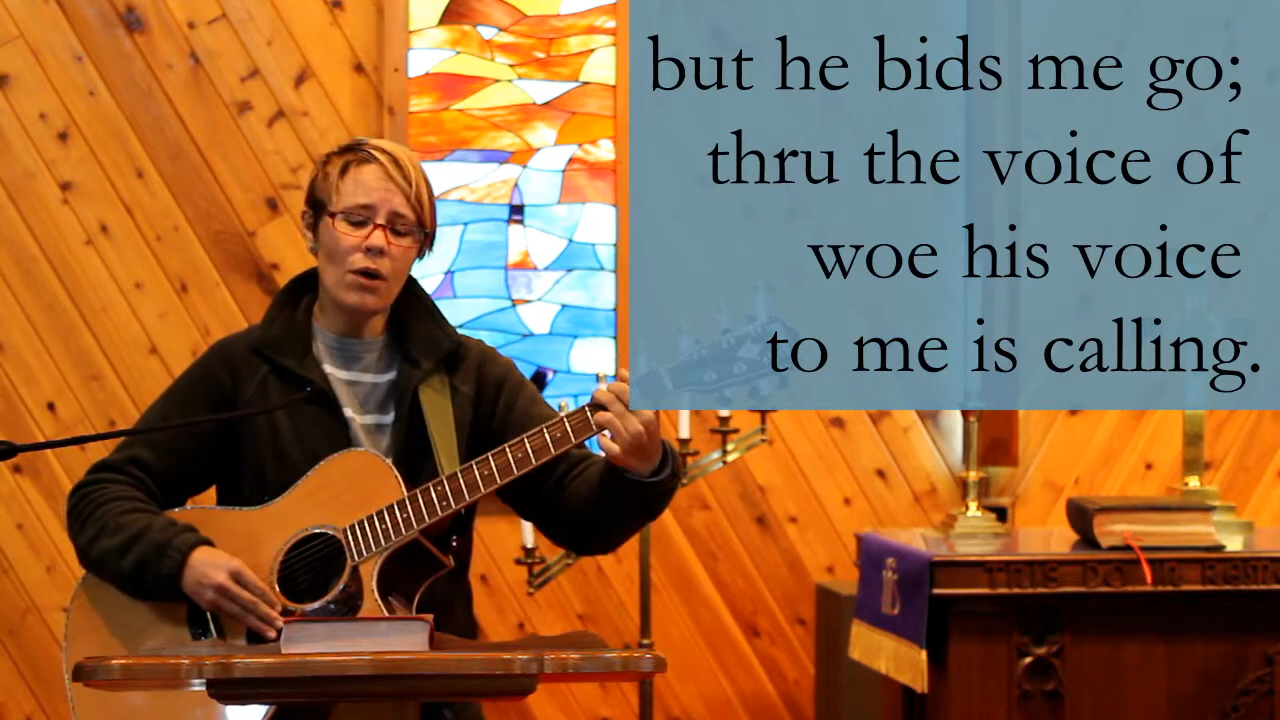 but he bids me go;
thru the voice of
woe his voice
to me is calling.